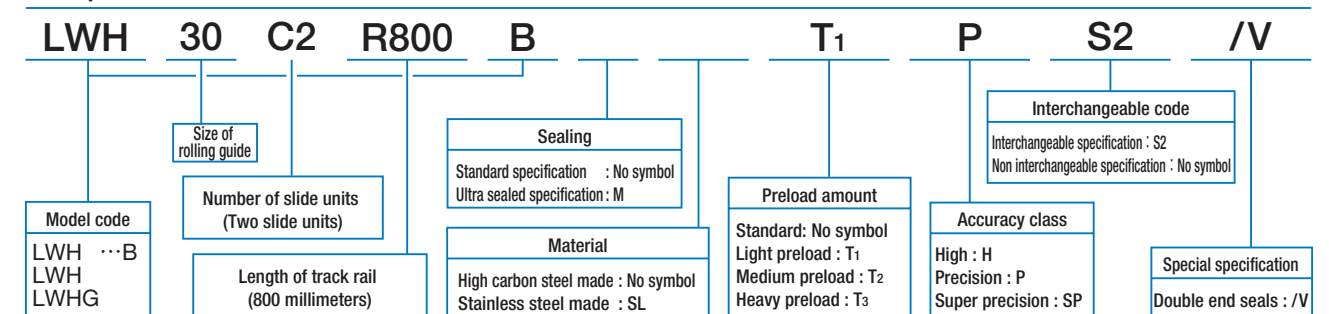 LWH 30 C2 R800 B T1 P S2 /V
Size of
rolling guide
Number of slide units
(Two slide units)
Model code
LWH …B
LWH
LWHG
Length of track rail
(800 millimeters)
Sealing
Standard specification : No symbol
Ultra sealed specification : M
Material
High carbon steel made : No symbol
Stainless steel made : SL
Preload amount
Standard: No symbol
Light preload : T1
Medium preload : T2
Heavy preload : T3
Interchangeable code
Interchangeable specification : S2
Non interchangeable specification : No symbol
Accuracy class
High : H
Precision : P
Super precision : SP
Special specification
Double end seals : /V